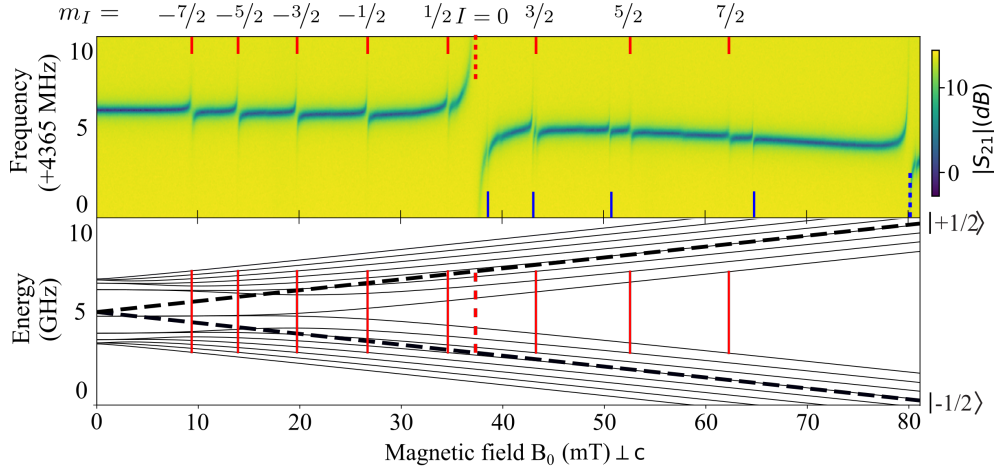 m_I = −7/2 −5/2 −3/2 −1/2 1/2 I = 0 3/2 5/2 7/2
Frequency
(+4365 MHz)
10
5
0
10
0
|S₂₁|(dB)
Energy
(GHz)
10
5
0
|+1/2⟩
|-1/2⟩
0 10 20 30 40 50 60 70 80
Magnetic field B₀ (mT) ⊥ c